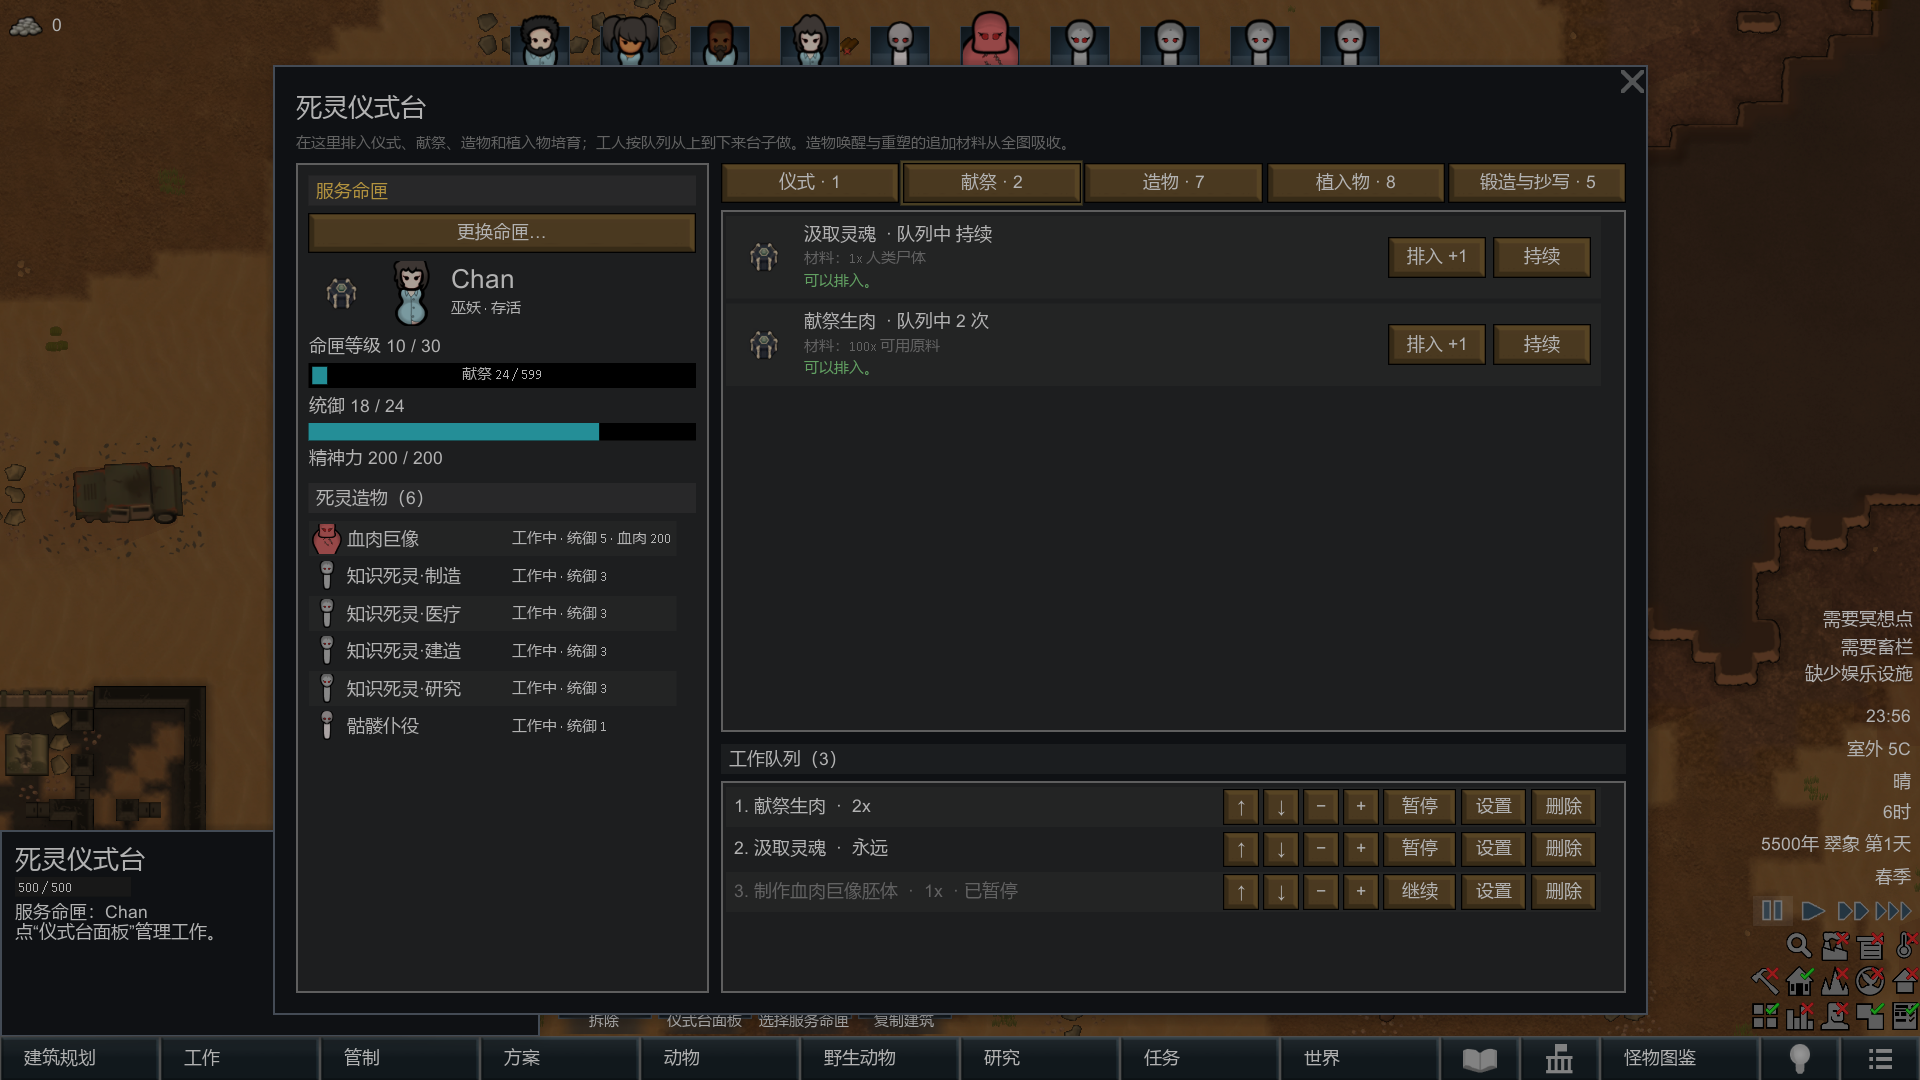 0
死灵仪式台
在这里排入仪式、献祭、造物和植入物培育；工人按队列从上到下来台子做。造物唤醒与重塑的追加材料从全图吸收。
服务命匣
更换命匣…
Chan
巫妖 · 存活
命匣等级 10 / 30
献祭 24 / 599
统御 18 / 24
精神力 200 / 200
死灵造物（6）
血肉巨像 工作中 · 统御 5 · 血肉 200
知识死灵·制造 工作中 · 统御 3
知识死灵·医疗 工作中 · 统御 3
知识死灵·建造 工作中 · 统御 3
知识死灵·研究 工作中 · 统御 3
骷髅仆役 工作中 · 统御 1
仪式 · 1 献祭 · 2 造物 · 7 植入物 · 8 锻造与抄写 · 5
汲取灵魂 · 队列中 持续
材料：1x 人类尸体
可以排入。
排入 +1 持续
献祭生肉 · 队列中 2 次
材料：100x 可用原料
可以排入。
排入 +1 持续
工作队列（3）
1. 献祭生肉 · 2x ↑ ↓ − + 暂停 设置 删除
2. 汲取灵魂 · 永远 ↑ ↓ − + 暂停 设置 删除
3. 制作血肉巨像胚体 · 1x · 已暂停 ↑ ↓ − + 继续 设置 删除
需要冥想点
需要畜栏
缺少娱乐设施
23:56
室外 5C
晴
6时
5500年 翠象 第1天
春季
死灵仪式台
500 / 500
服务命匣：Chan
点“仪式台面板”管理工作。
拆除 仪式台面板 选择服务命匣 复制建筑
建筑规划 工作 管制 方案 动物 野生动物 研究 任务 世界 怪物图鉴